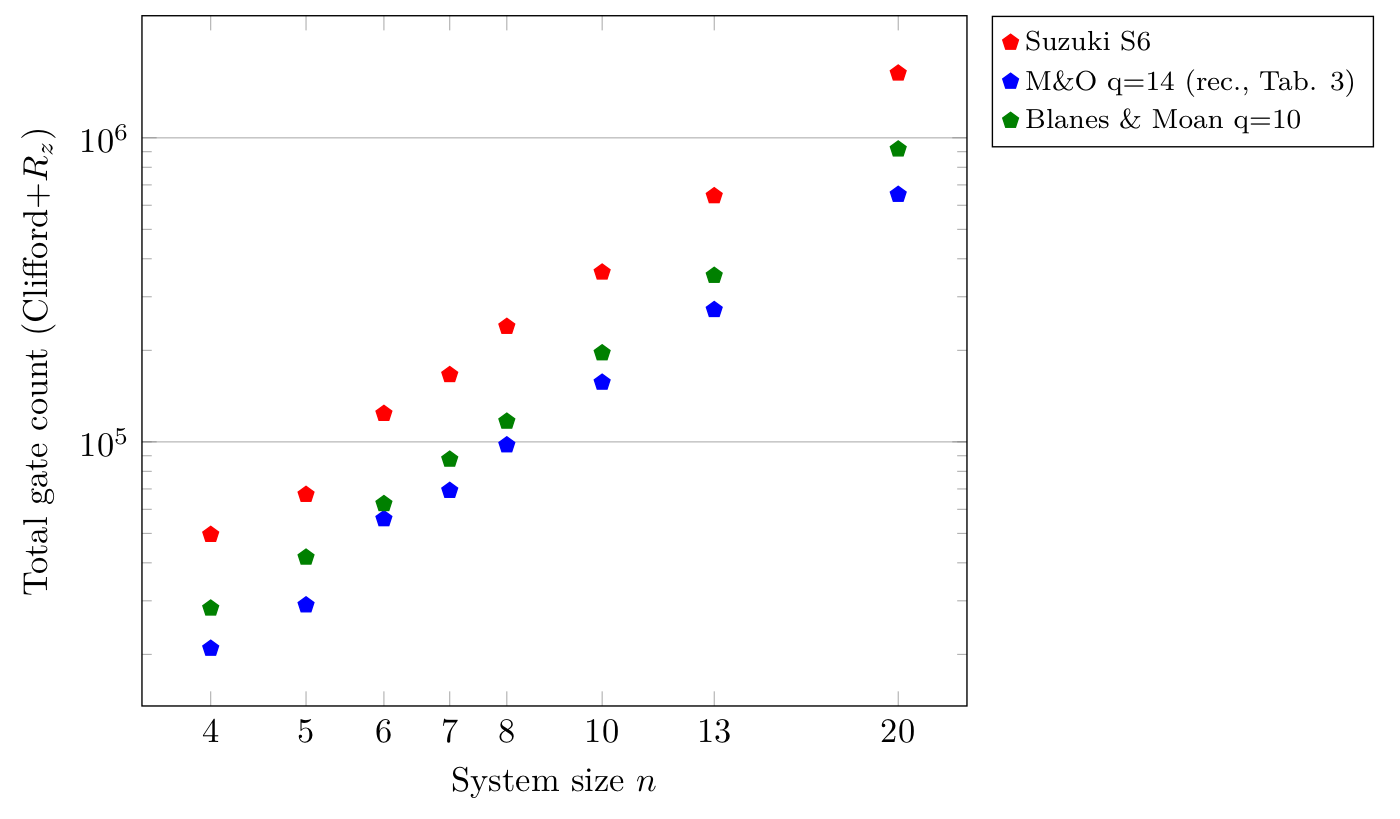 Suzuki S6
M&O q=14 (rec., Tab. 3)
Blanes & Moan q=10
10^6
10^5
Total gate count (Clifford+R_z)
4 5 6 7 8 10 13 20
System size n